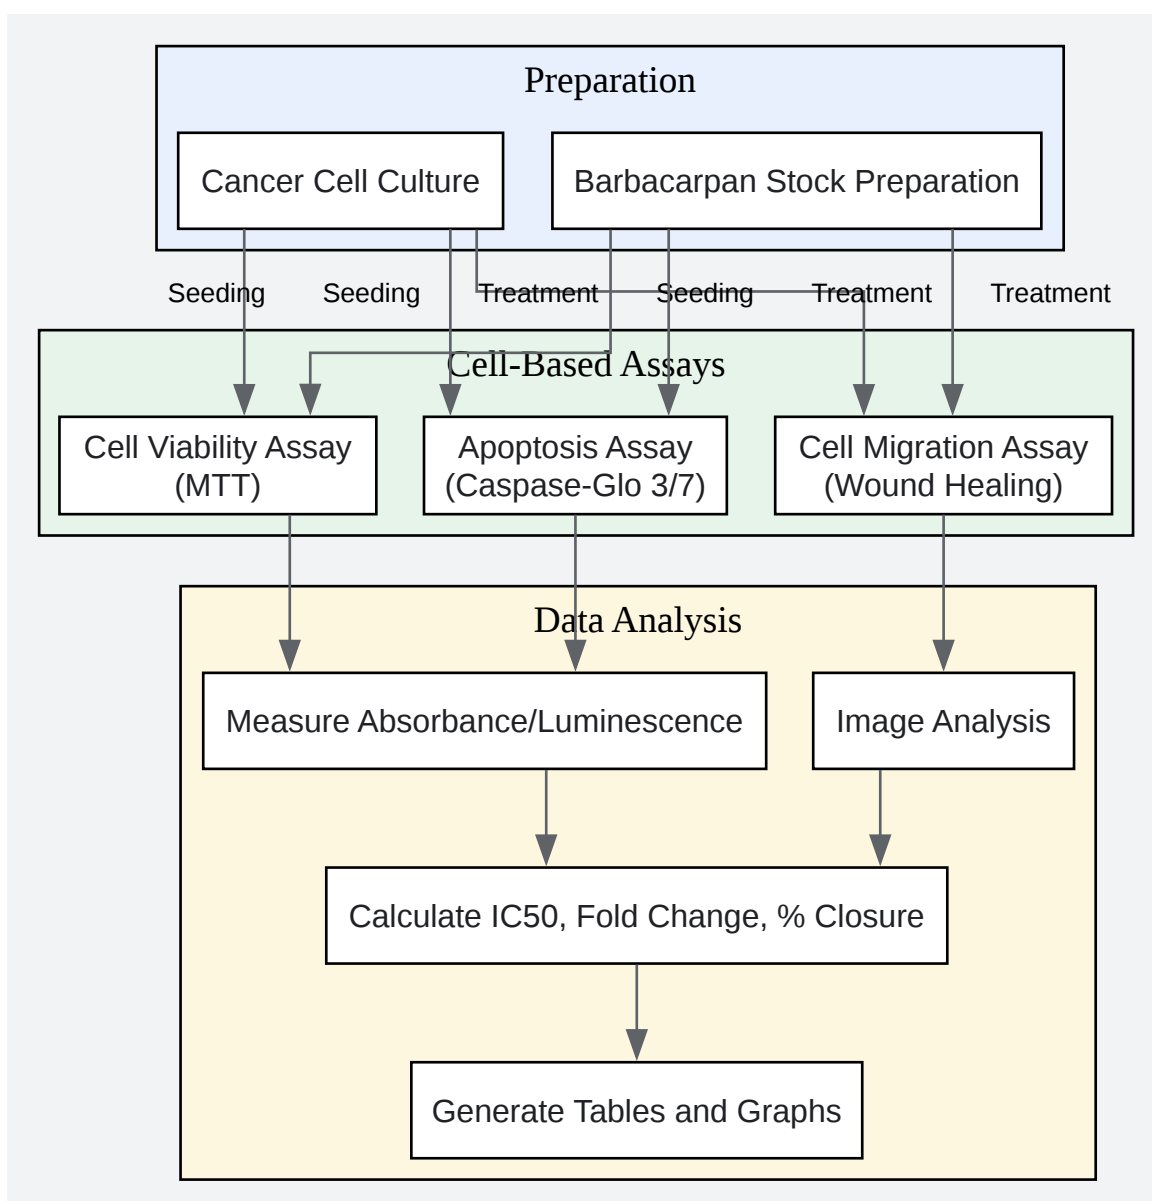 Preparation
Cancer Cell Culture
Barbacarpan Stock Preparation
Seeding
Seeding
Treatment
Seeding
Treatment
Treatment
Cell-Based Assays
Cell Viability Assay
(MTT)
Apoptosis Assay
(Caspase-Glo 3/7)
Cell Migration Assay
(Wound Healing)
Data Analysis
Measure Absorbance/Luminescence
Image Analysis
Calculate IC50, Fold Change, % Closure
Generate Tables and Graphs